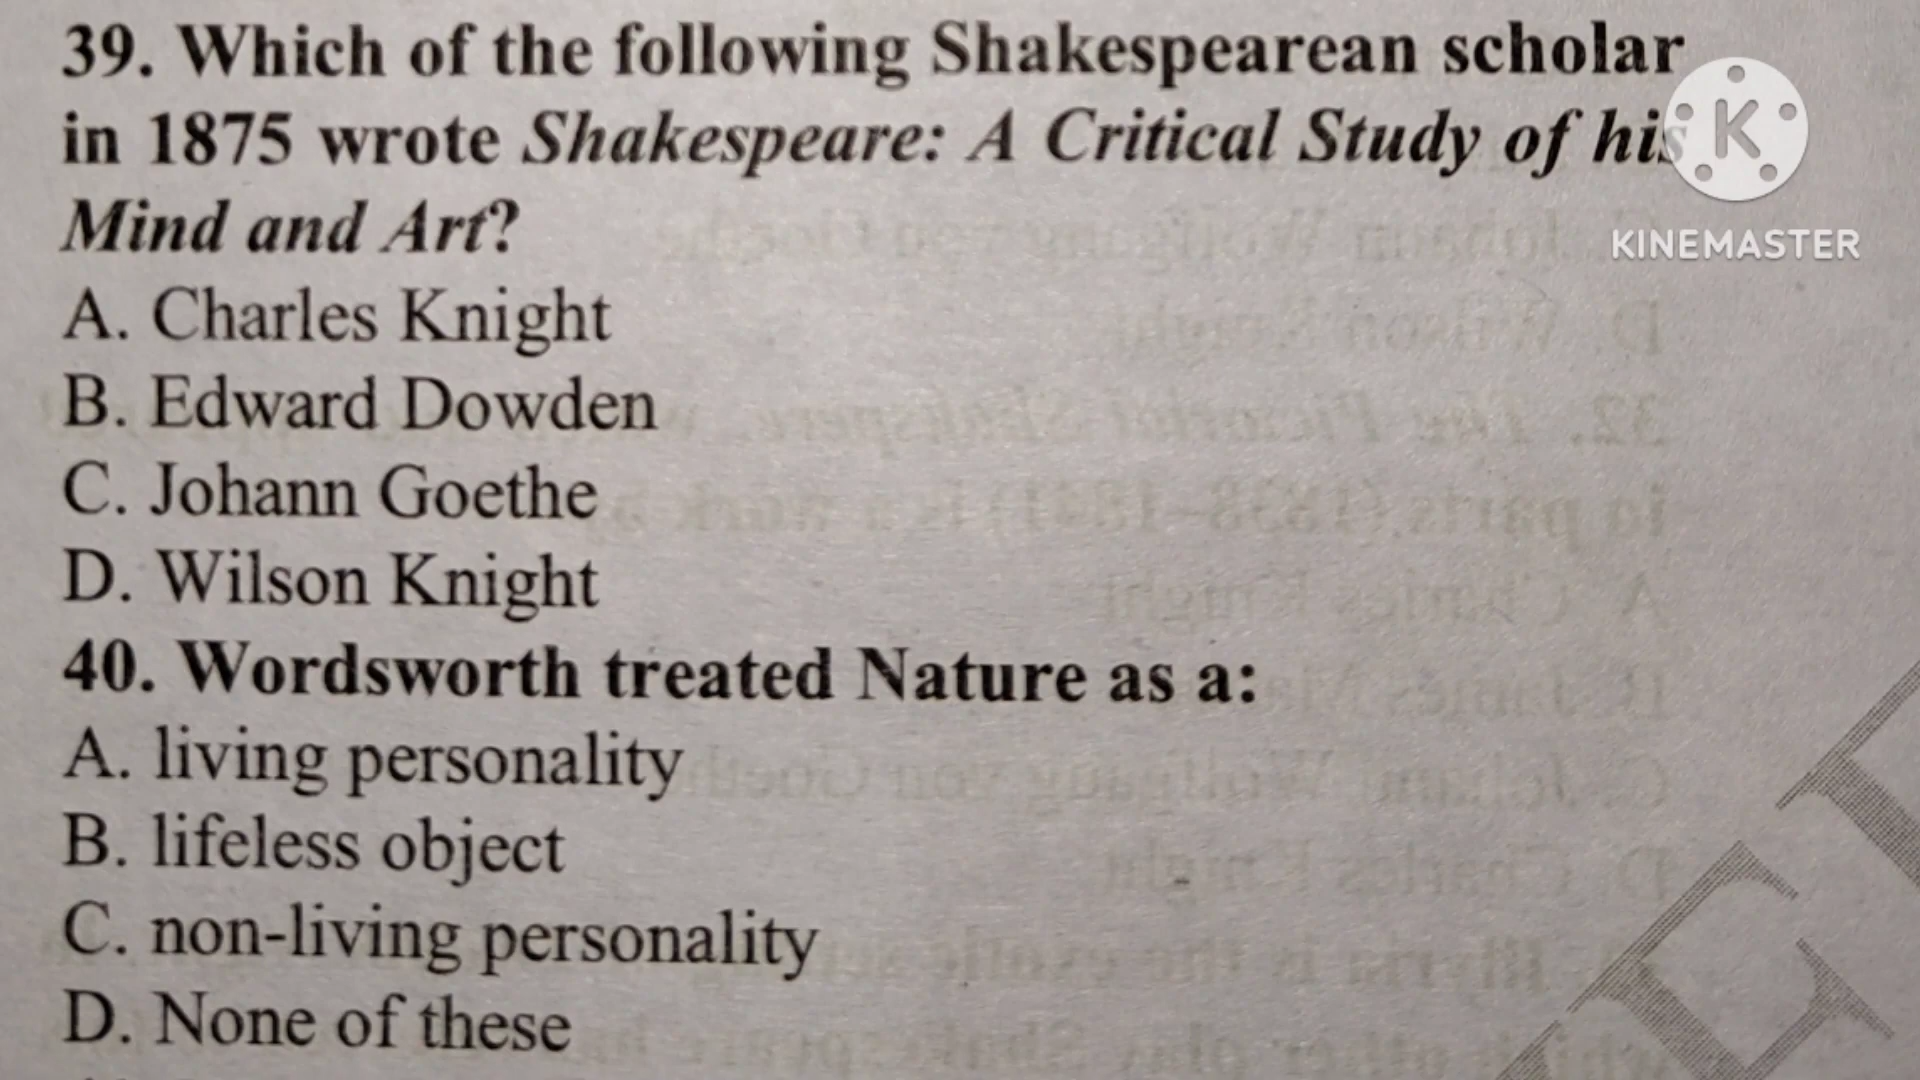 39. Which of the following Shakespearean scholar
in 1875 wrote Shakespeare: A Critical Study of his
Mind and Art?
A. Charles Knight
B. Edward Dowden
C. Johann Goethe
D. Wilson Knight
40. Wordsworth treated Nature as a:
A. living personality
B. lifeless object
C. non-living personality
D. None of these
K
KINEMASTER